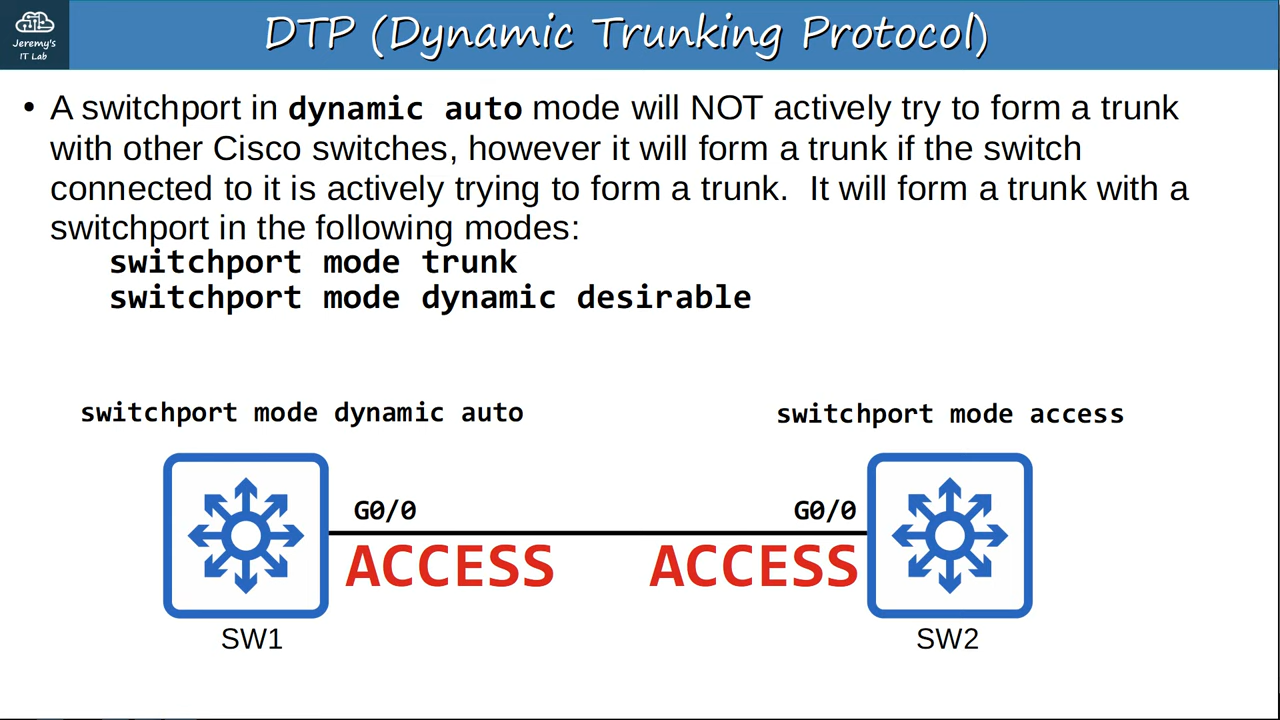 Jeremy's
IT Lab
DTP (Dynamic Trunking Protocol)
• A switchport in dynamic auto mode will NOT actively try to form a trunk
with other Cisco switches, however it will form a trunk if the switch
connected to it is actively trying to form a trunk.  It will form a trunk with a
switchport in the following modes:
switchport mode trunk
switchport mode dynamic desirable
switchport mode dynamic auto
switchport mode access
G0/0
G0/0
ACCESS
ACCESS
SW1
SW2